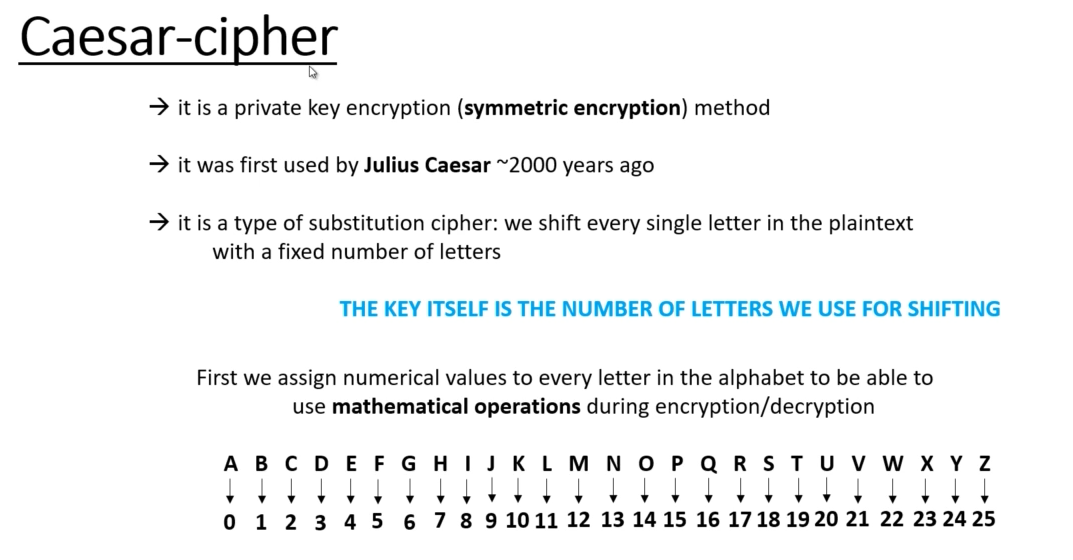 Caesar-cipher
→ it is a private key encryption (symmetric encryption) method
→ it was first used by Julius Caesar ~2000 years ago
→ it is a type of substitution cipher: we shift every single letter in the plaintext
with a fixed number of letters
THE KEY ITSELF IS THE NUMBER OF LETTERS WE USE FOR SHIFTING
First we assign numerical values to every letter in the alphabet to be able to
use mathematical operations during encryption/decryption
A B C D E F G H I J K L M N O P Q R S T U V W X Y Z
0 1 2 3 4 5 6 7 8 9 10 11 12 13 14 15 16 17 18 19 20 21 22 23 24 25